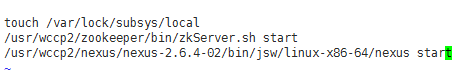 touch /var/lock/subsys/local
/usr/wccp2/zookeeper/bin/zkServer.sh start
/usr/wccp2/nexus/nexus-2.6.4-02/bin/jsw/linux-x86-64/nexus start
~